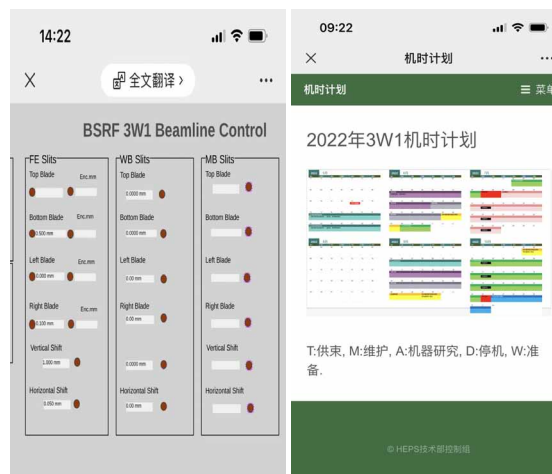 14:22
全文翻译
BSRF 3W1 Beamline Control
FE Slits
Top Blade
Enc.mm
Bottom Blade
Enc.mm
0.500 mm
Left Blade
Enc.mm
0.000 mm
Right Blade
Enc.mm
0.100 mm
Vertical Shift
1.000 mm
Horizontal Shift
0.050 mm
WB Slits
Top Blade
0.0000 mm
Bottom Blade
0.0000 mm
Left Blade
0.00 mm
Right Blade
0.00 mm
0.0000 mm
Horizontal Shift
0.00 mm
MB Slits
Top Blade
Bottom Blade
Left Blade
Right Blade
Vertical Shift
Horizontal Shift
09:22
机时计划
机时计划
菜单
2022年3W1机时计划
T:供束, M:维护, A:机器研究, D:停机, W:准
备.
© HEPS技术部控制组